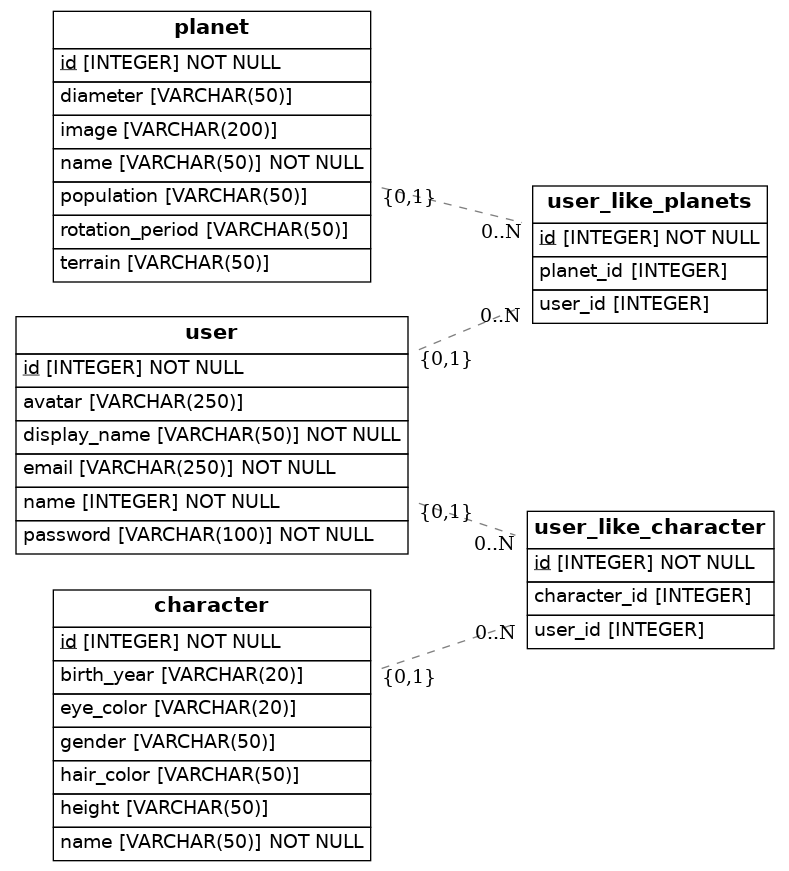 planet
id [INTEGER] NOT NULL
diameter [VARCHAR(50)]
image [VARCHAR(200)]
name [VARCHAR(50)] NOT NULL
population [VARCHAR(50)]
rotation_period [VARCHAR(50)]
terrain [VARCHAR(50)]
{0,1}
0..N
user_like_planets
id [INTEGER] NOT NULL
planet_id [INTEGER]
user_id [INTEGER]
0..N
{0,1}
user
id [INTEGER] NOT NULL
avatar [VARCHAR(250)]
display_name [VARCHAR(50)] NOT NULL
email [VARCHAR(250)] NOT NULL
name [INTEGER] NOT NULL
password [VARCHAR(100)] NOT NULL
{0,1}
0..N
user_like_character
id [INTEGER] NOT NULL
character_id [INTEGER]
user_id [INTEGER]
0..N
{0,1}
character
id [INTEGER] NOT NULL
birth_year [VARCHAR(20)]
eye_color [VARCHAR(20)]
gender [VARCHAR(50)]
hair_color [VARCHAR(50)]
height [VARCHAR(50)]
name [VARCHAR(50)] NOT NULL